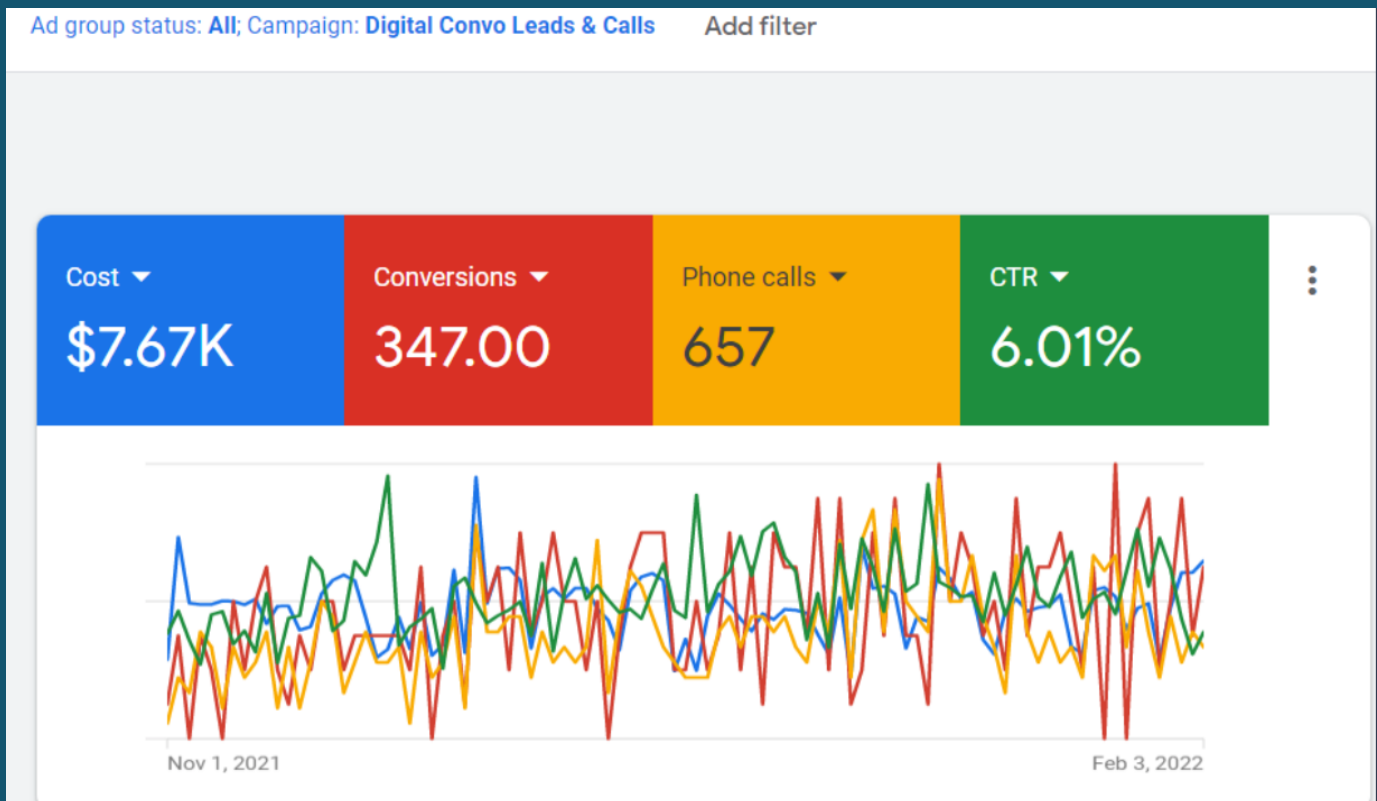 Ad group status: All; Campaign: Digital Convo Leads & Calls Add filter
Cost Conversions Phone calls CTR
$7.67K 347.00 657 6.01%
Nov 1, 2021 Feb 3, 2022